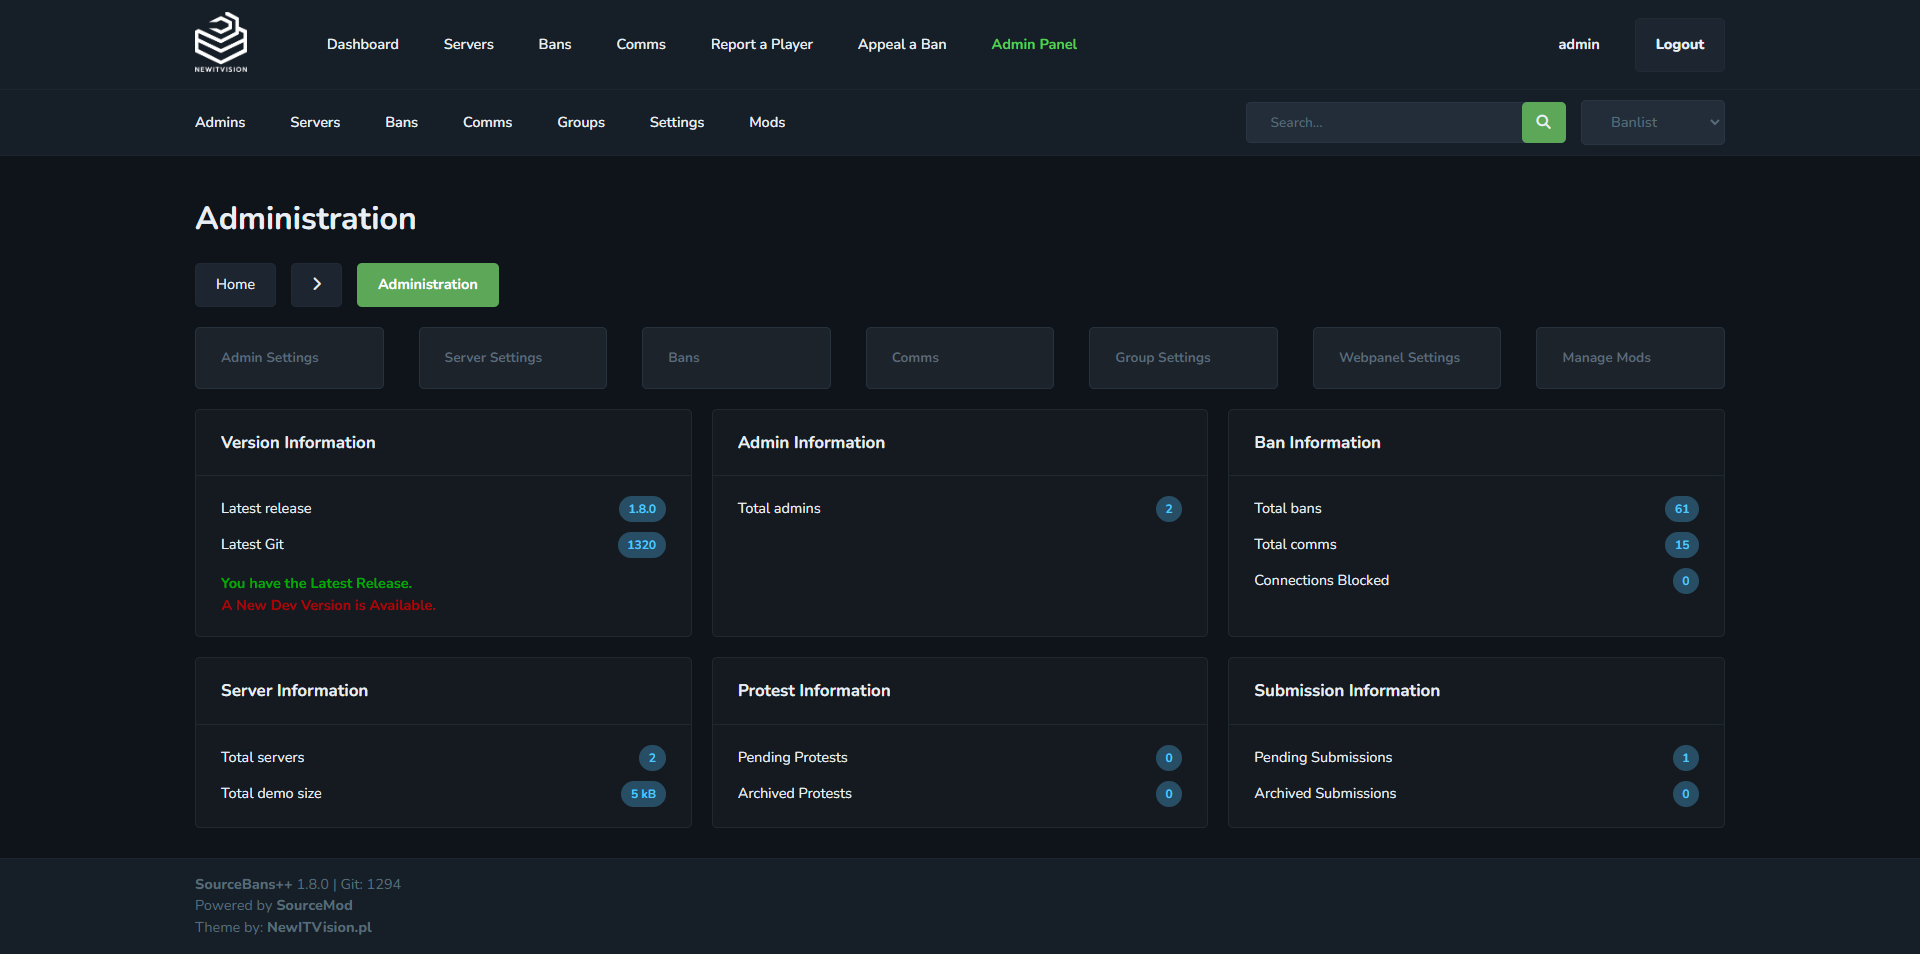 NEWITVISION
Dashboard Servers Bans Comms Report a Player Appeal a Ban Admin Panel admin Logout
Admins Servers Bans Comms Groups Settings Mods Search... Banlist
Administration
Home Administration
Admin Settings Server Settings Bans Comms Group Settings Webpanel Settings Manage Mods
Version Information
Latest release 1.8.0
Latest Git 1320
You have the Latest Release.
A New Dev Version is Available.
Admin Information
Total admins 2
Ban Information
Total bans 61
Total comms 15
Connections Blocked 0
Server Information
Total servers 2
Total demo size 5 kB
Protest Information
Pending Protests 0
Archived Protests 0
Submission Information
Pending Submissions 1
Archived Submissions 0
SourceBans++ 1.8.0 | Git: 1294
Powered by SourceMod
Theme by: NewITVision.pl